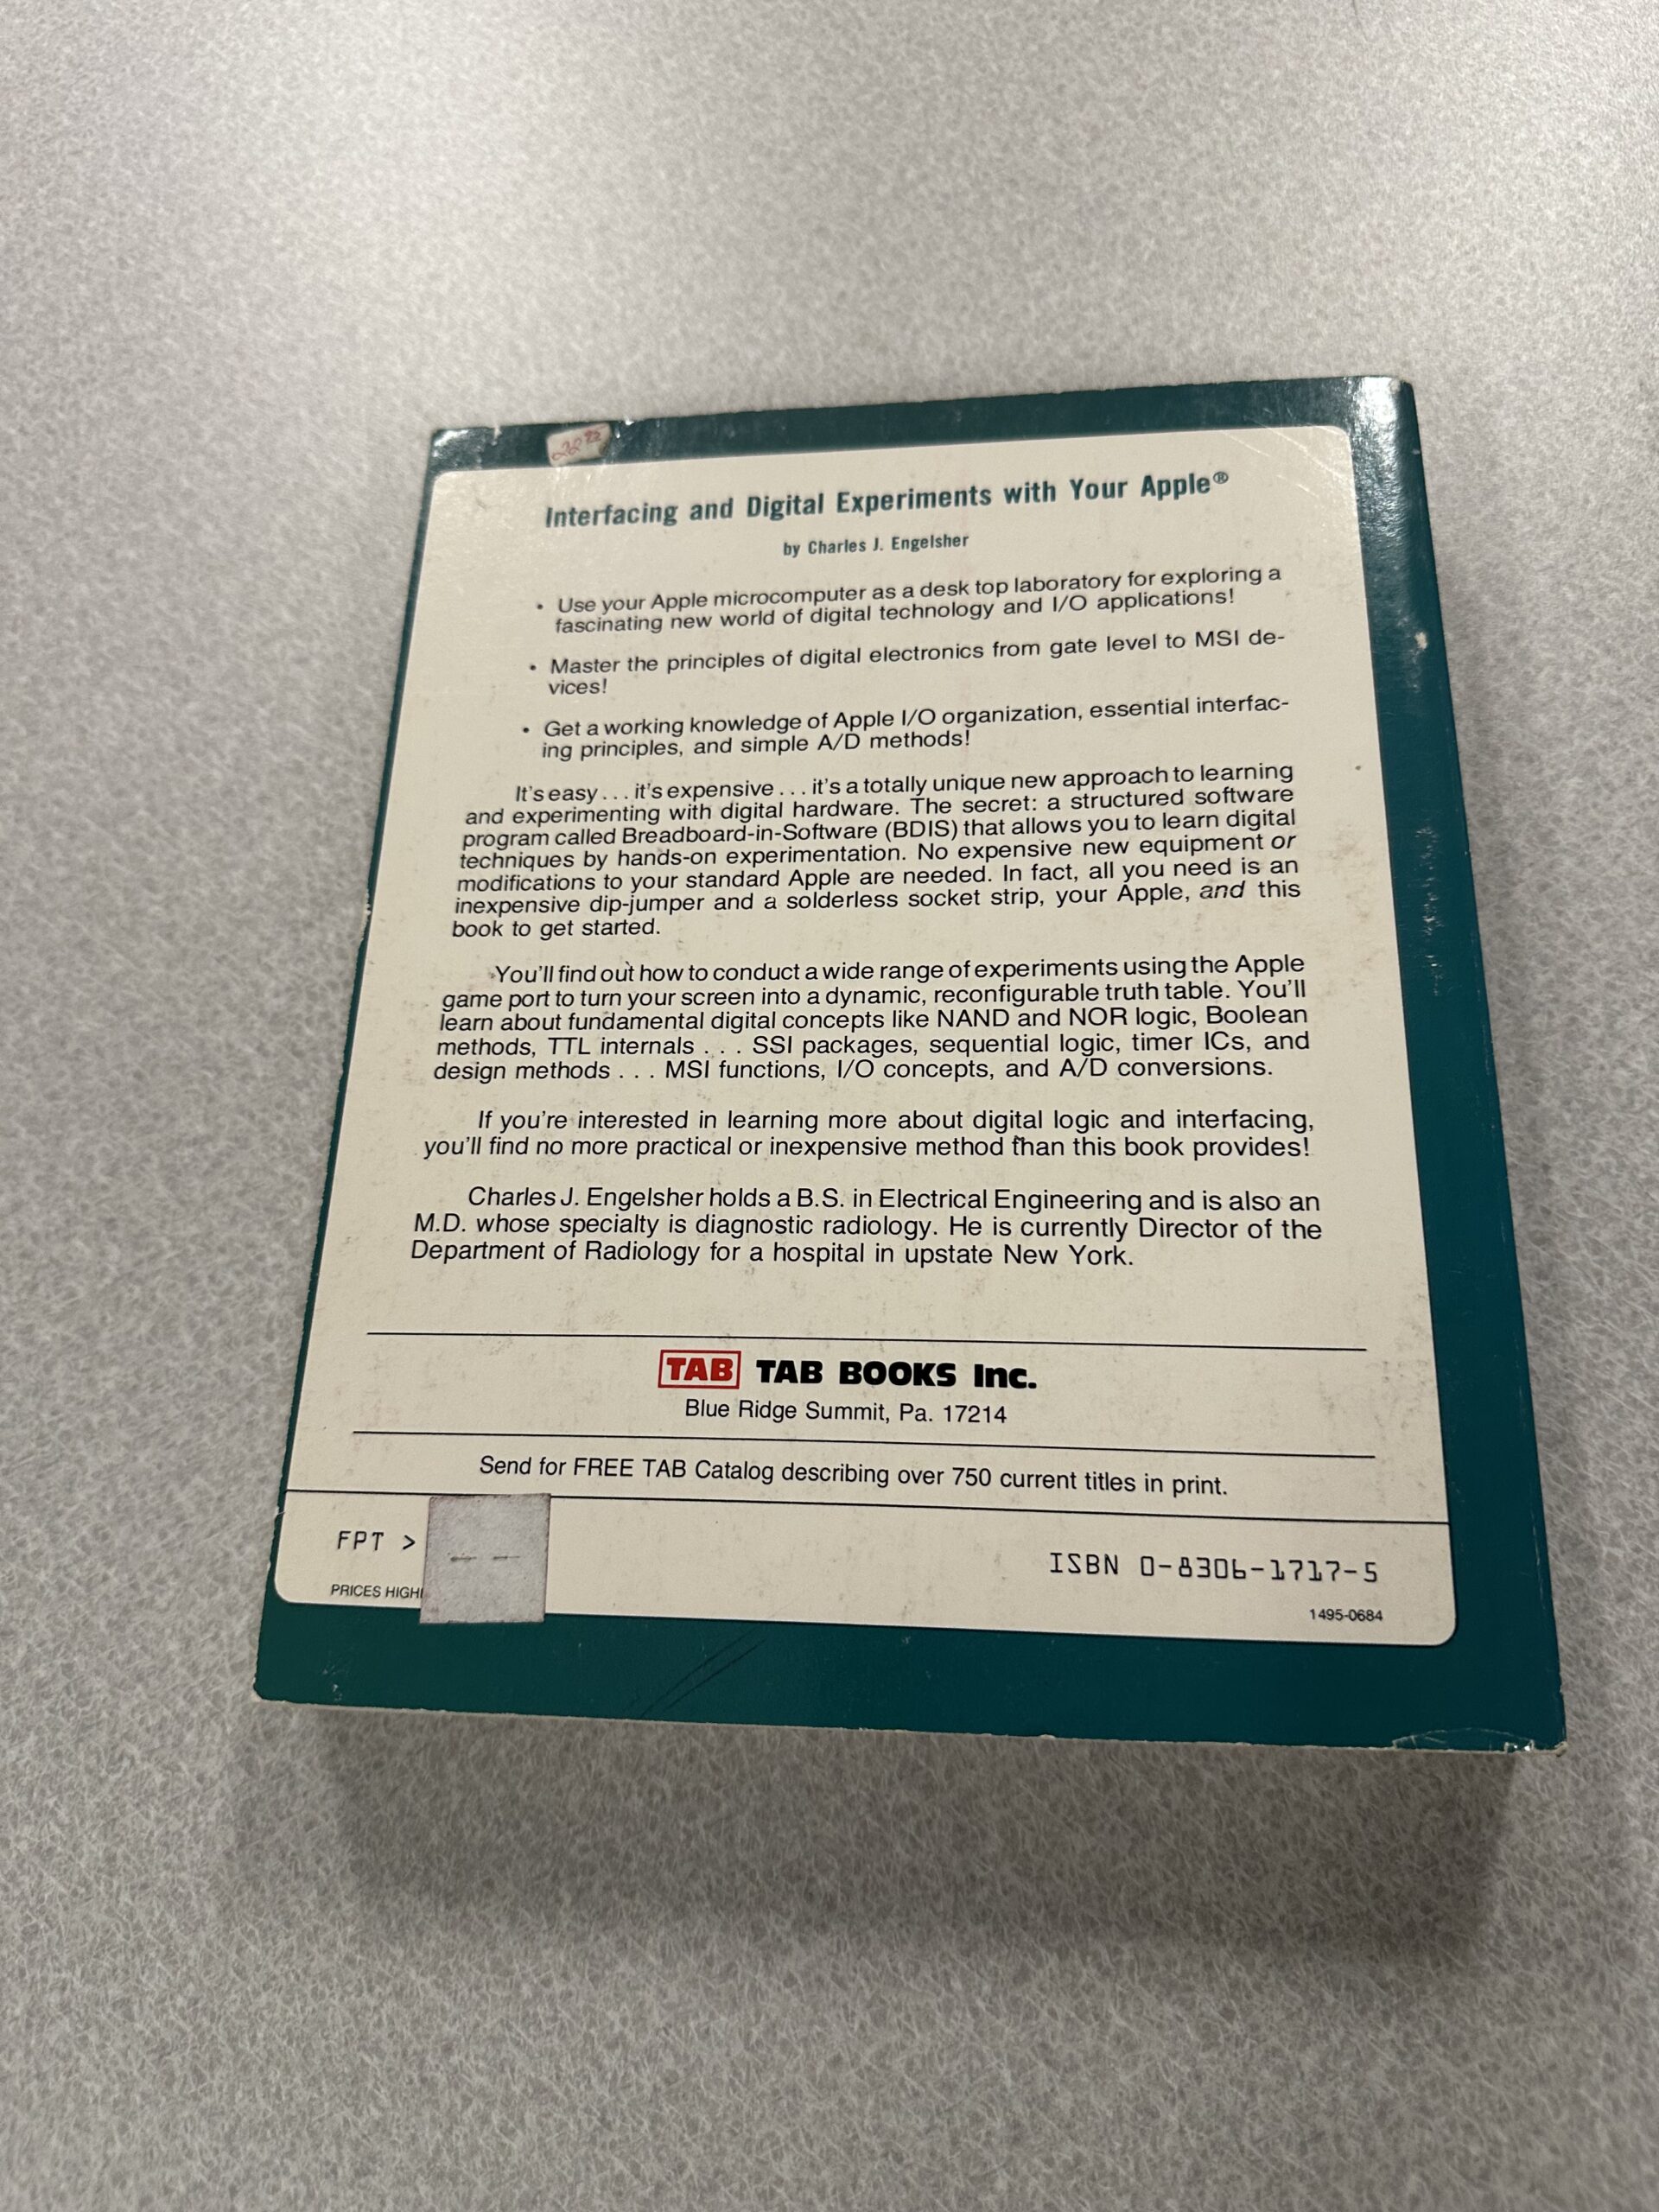 Interfacing and Digital Experiments with Your Apple®
by Charles J. Engelsher
• Use your Apple microcomputer as a desk top laboratory for exploring a
fascinating new world of digital technology and I/O applications!
• Master the principles of digital electronics from gate level to MSI de-
vices!
• Get a working knowledge of Apple I/O organization, essential interfac-
ing principles, and simple A/D methods!
It's easy . . . it's expensive . . . it's a totally unique new approach to learning
and experimenting with digital hardware. The secret: a structured software
program called Breadboard-in-Software (BDIS) that allows you to learn digital
techniques by hands-on experimentation. No expensive new equipment or
modifications to your standard Apple are needed. In fact, all you need is an
inexpensive dip-jumper and a solderless socket strip, your Apple, and this
book to get started.
You'll find out how to conduct a wide range of experiments using the Apple
game port to turn your screen into a dynamic, reconfigurable truth table. You'll
learn about fundamental digital concepts like NAND and NOR logic, Boolean
methods, TTL internals . . . SSI packages, sequential logic, timer ICs, and
design methods . . . MSI functions, I/O concepts, and A/D conversions.
If you're interested in learning more about digital logic and interfacing,
you'll find no more practical or inexpensive method than this book provides!
Charles J. Engelsher holds a B.S. in Electrical Engineering and is also an
M.D. whose specialty is diagnostic radiology. He is currently Director of the
Department of Radiology for a hospital in upstate New York.
TAB TAB BOOKS Inc.
Blue Ridge Summit, Pa. 17214
Send for FREE TAB Catalog describing over 750 current titles in print.
FPT >
ISBN 0-8306-1717-5
PRICES HIGH
1495-0684